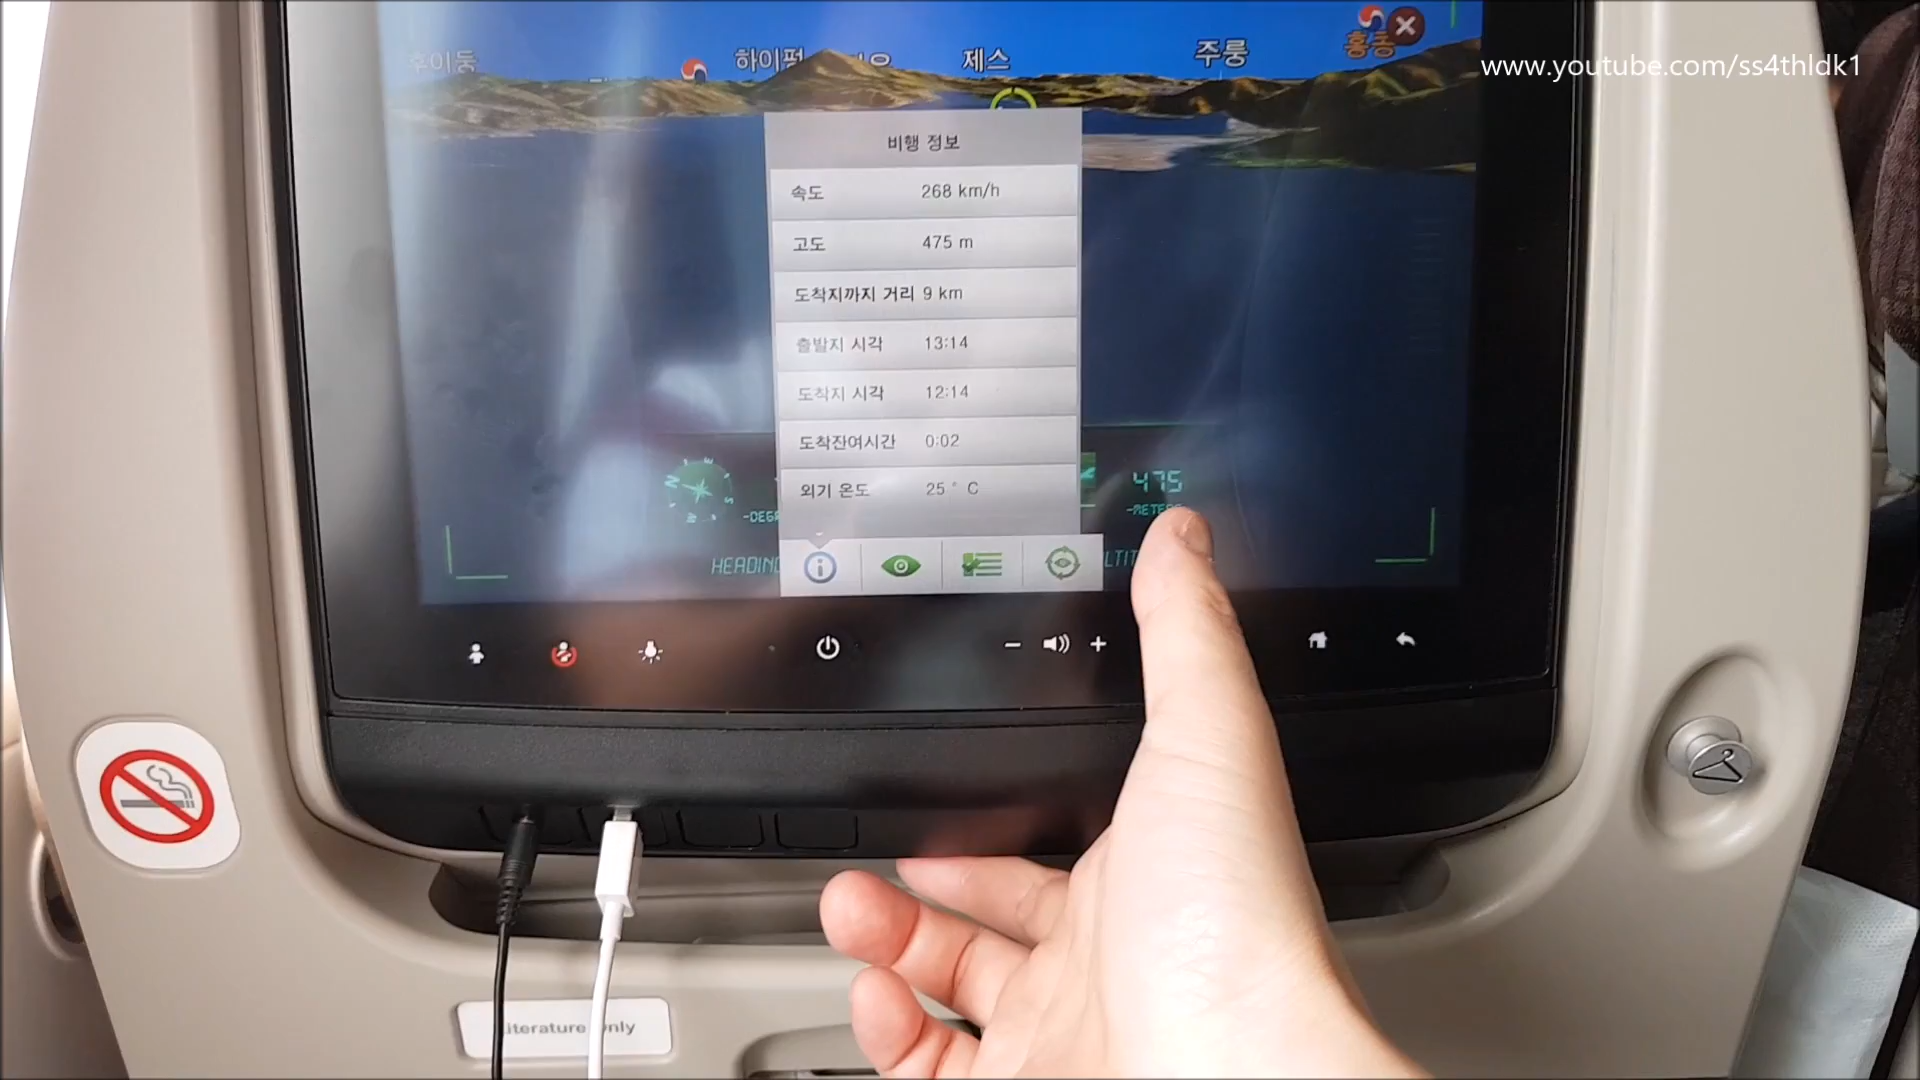 후이둥
하이펑
제스
주룽
홍콩
www.youtube.com/ss4thldk1
비행 정보
속도 268 km/h
고도 475 m
도착지까지 거리 9 km
출발지 시각 13:14
도착지 시각 12:14
도착잔여시간 0:02
외기 온도 25 ° C
475
-METERS
HEADING
Literature Only